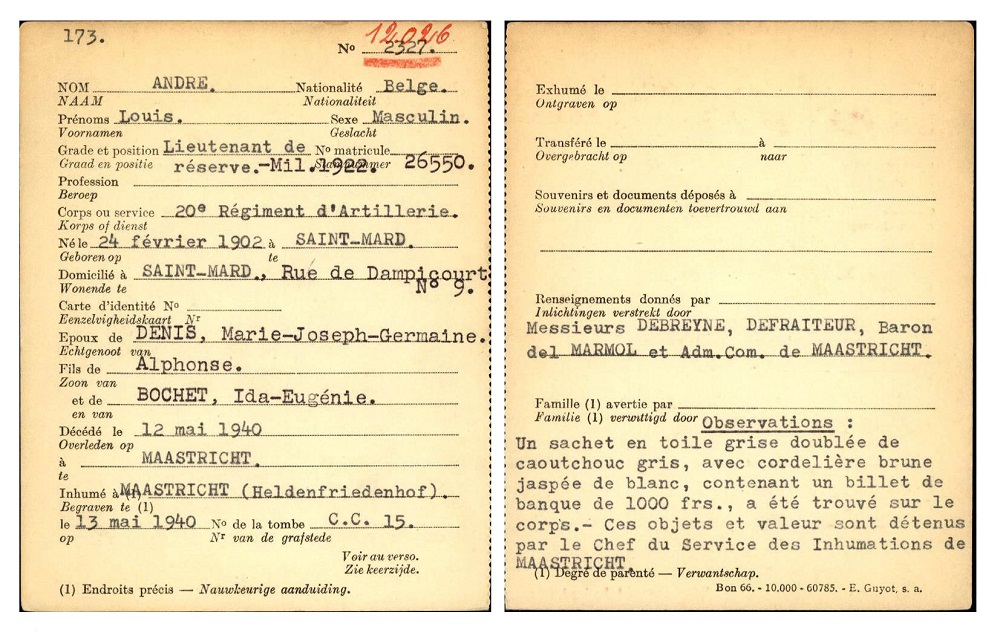 173.
12026
No 2327.
NOM ANDRE. Nationalité Belge.
NAAM Nationaliteit
Prénoms Louis. Sexe Masculin.
Voornamen Geslacht
Grade et position Lieutenant de No matricule
Graad en positie réserve.-Mil.1922. Stamnummer 26550.
Profession
Beroep
Corps ou service 20e Régiment d'Artillerie.
Korps of dienst
Né le 24 février 1902 à SAINT-MARD.
Geboren op te
Domicilié à SAINT-MARD., Rue de Dampicourt
Wonende te N° 9.
Carte d'identité No
Eenzelvigheidskaart Nr
Epoux de DENIS, Marie-Joseph-Germaine.
Echtgenoot van
Fils de Alphonse.
Zoon van
et de BOCHET, Ida-Eugénie.
en van
Décédé le 12 mai 1940
Overleden op
à MAASTRICHT.
te
Inhumé à (1) MAASTRICHT (Heldenfriedenhof).
Begraven te (1)
le 13 mai 1940 No de la tombe C.C. 15.
op Nr van de grafstede
Voir au verso.
Zie keerzijde.
(1) Endroits précis — Nauwkeurige aanduiding.
Exhumé le
Ontgraven op
Transféré le à
Overgebracht op naar
Souvenirs et documents déposés à
Souvenirs en documenten toevertrouwd aan
Renseignements donnés par
Inlichtingen verstrekt door
Messieurs DEBREYNE, DEFRAITEUR, Baron
del MARMOL et Adm.Com. de MAASTRICHT.
Famille (1) avertie par
Familie (1) verwittigd door Observations :
Un sachet en toile grise doublée de
caoutchouc gris, avec cordelière brune
jaspée de blanc, contenant un billet de
banque de 1000 frs., a été trouvé sur le
corps.- Ces objets et valeur sont détenus
par le Chef du Service des Inhumations de
MAASTRICHT.
(1) Degré de parenté — Verwantschap.
Bon 66. - 10.000 - 60785. - E. Guyot, s. a.